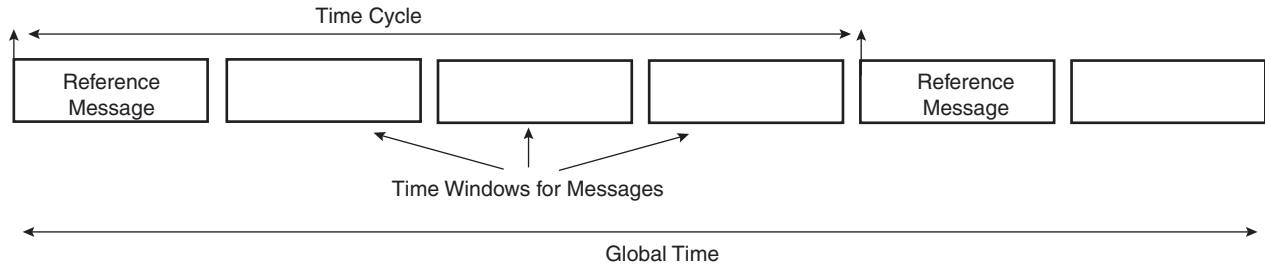 Time Cycle
Reference
Message
Reference
Message
Time Windows for Messages
Global Time